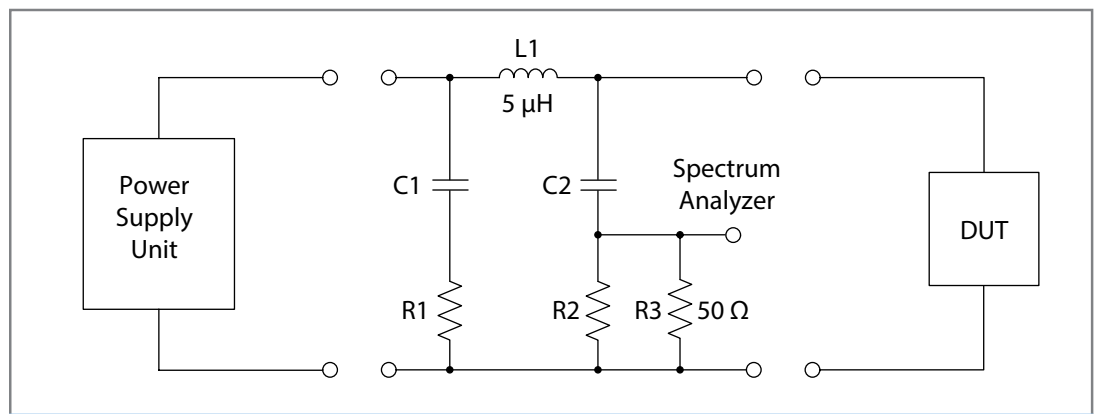 L1
5 μH
Power
Supply
Unit
C1
C2
Spectrum
Analyzer
DUT
R1
R2
R3
50 Ω